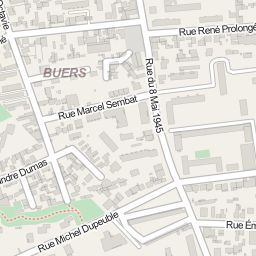 Octavie
Rue René Prolongé
BUERS
Rue Marcel Sembat
Rue du 8 Mai 1945
ndre Dumas
Rue Michel Dupeuble
Rue Ém